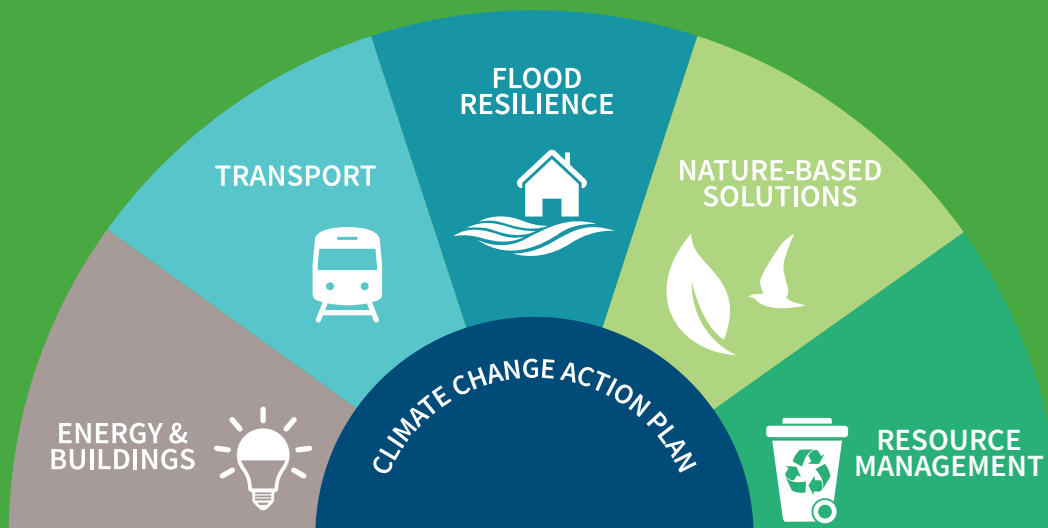 FLOOD
RESILIENCE
TRANSPORT
NATURE-BASED
SOLUTIONS
ENERGY &
BUILDINGS
CLIMATE CHANGE ACTION PLAN
RESOURCE
MANAGEMENT